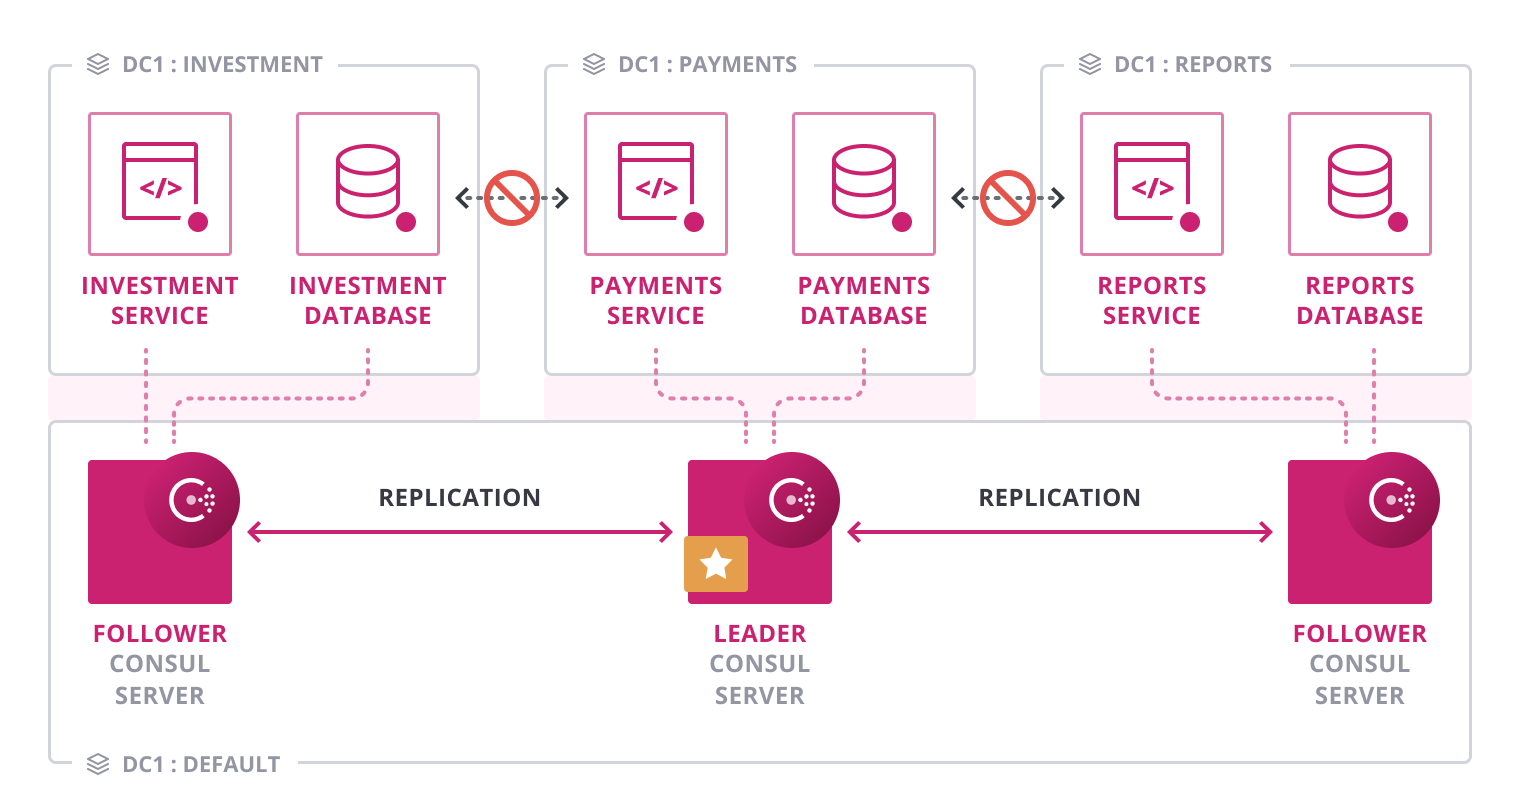 DC1 : INVESTMENT
DC1 : PAYMENTS
DC1 : REPORTS
</>
</>
</>
INVESTMENT
SERVICE
INVESTMENT
DATABASE
PAYMENTS
SERVICE
PAYMENTS
DATABASE
REPORTS
SERVICE
REPORTS
DATABASE
REPLICATION
REPLICATION
FOLLOWER
CONSUL
SERVER
LEADER
CONSUL
SERVER
FOLLOWER
CONSUL
SERVER
DC1 : DEFAULT